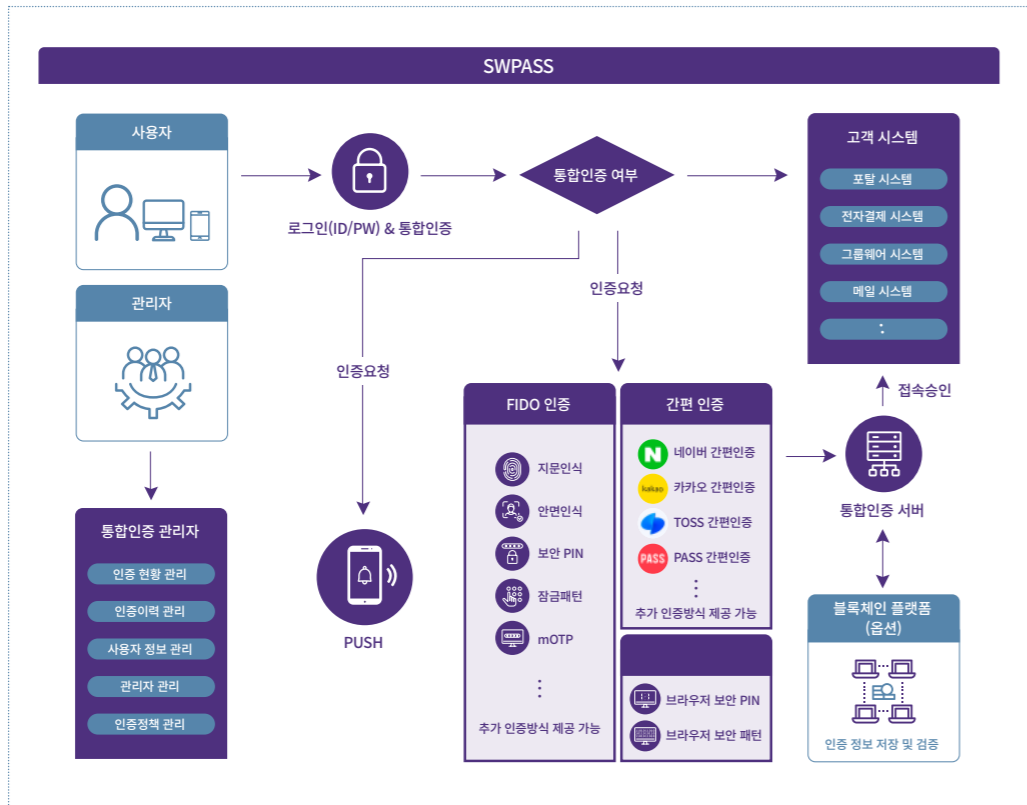 SWPASS
사용자
로그인(ID/PW) & 통합인증
통합인증 여부
고객 시스템
포탈 시스템
전자결제 시스템
그룹웨어 시스템
메일 시스템
:
관리자
인증요청
인증요청
통합인증 관리자
인증 현황 관리
인증이력 관리
사용자 정보 관리
관리자 관리
인증정책 관리
PUSH
FIDO 인증
지문인식
안면인식
보안 PIN
잠금패턴
mOTP
⋮
추가 인증방식 제공 가능
간편 인증
N 네이버 간편인증
kakao 카카오 간편인증
TOSS 간편인증
PASS PASS 간편인증
⋮
추가 인증방식 제공 가능
브라우저 보안 PIN
브라우저 보안 패턴
접속승인
통합인증 서버
블록체인 플랫폼
(옵션)
인증 정보 저장 및 검증